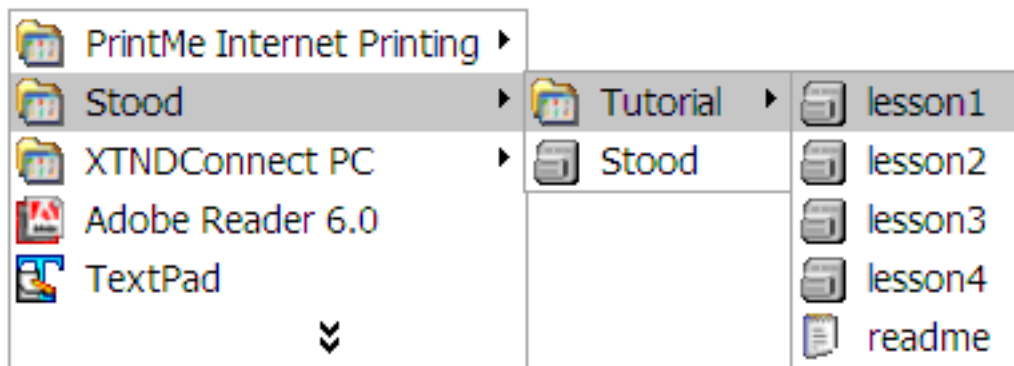 PrintMe Internet Printing
Stood
XTNDConnect PC
Adobe Reader 6.0
TextPad
Tutorial
Stood
lesson1
lesson2
lesson3
lesson4
readme